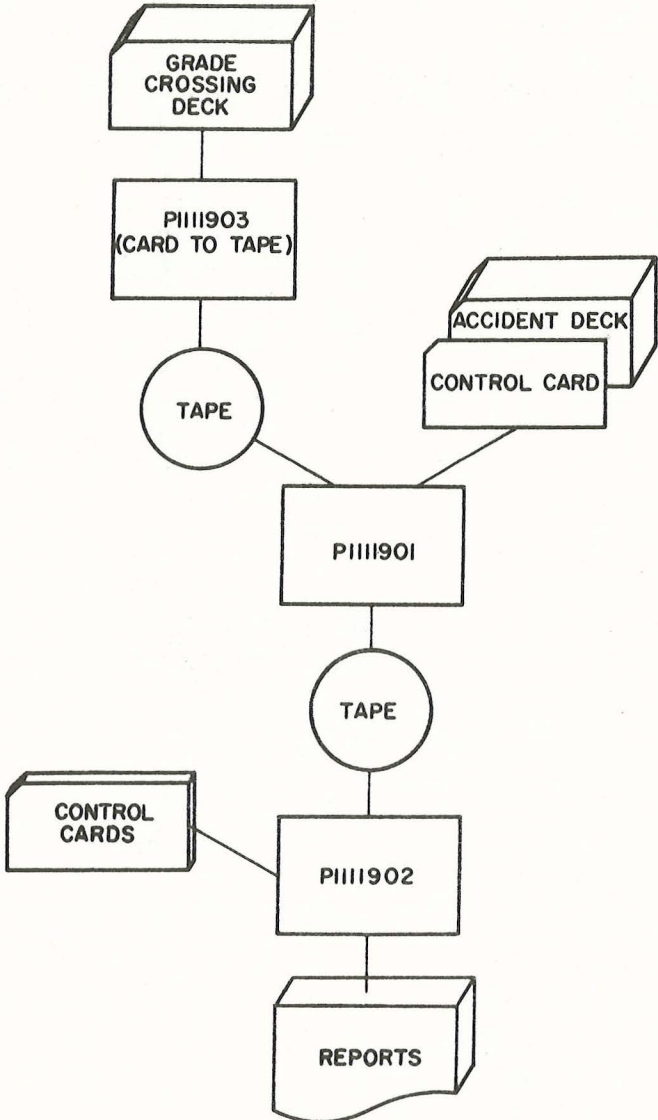 GRADE
CROSSING
DECK
P1111903
(CARD TO TAPE)
ACCIDENT DECK
CONTROL CARD
TAPE
P1111901
TAPE
CONTROL
CARDS
P1111902
REPORTS